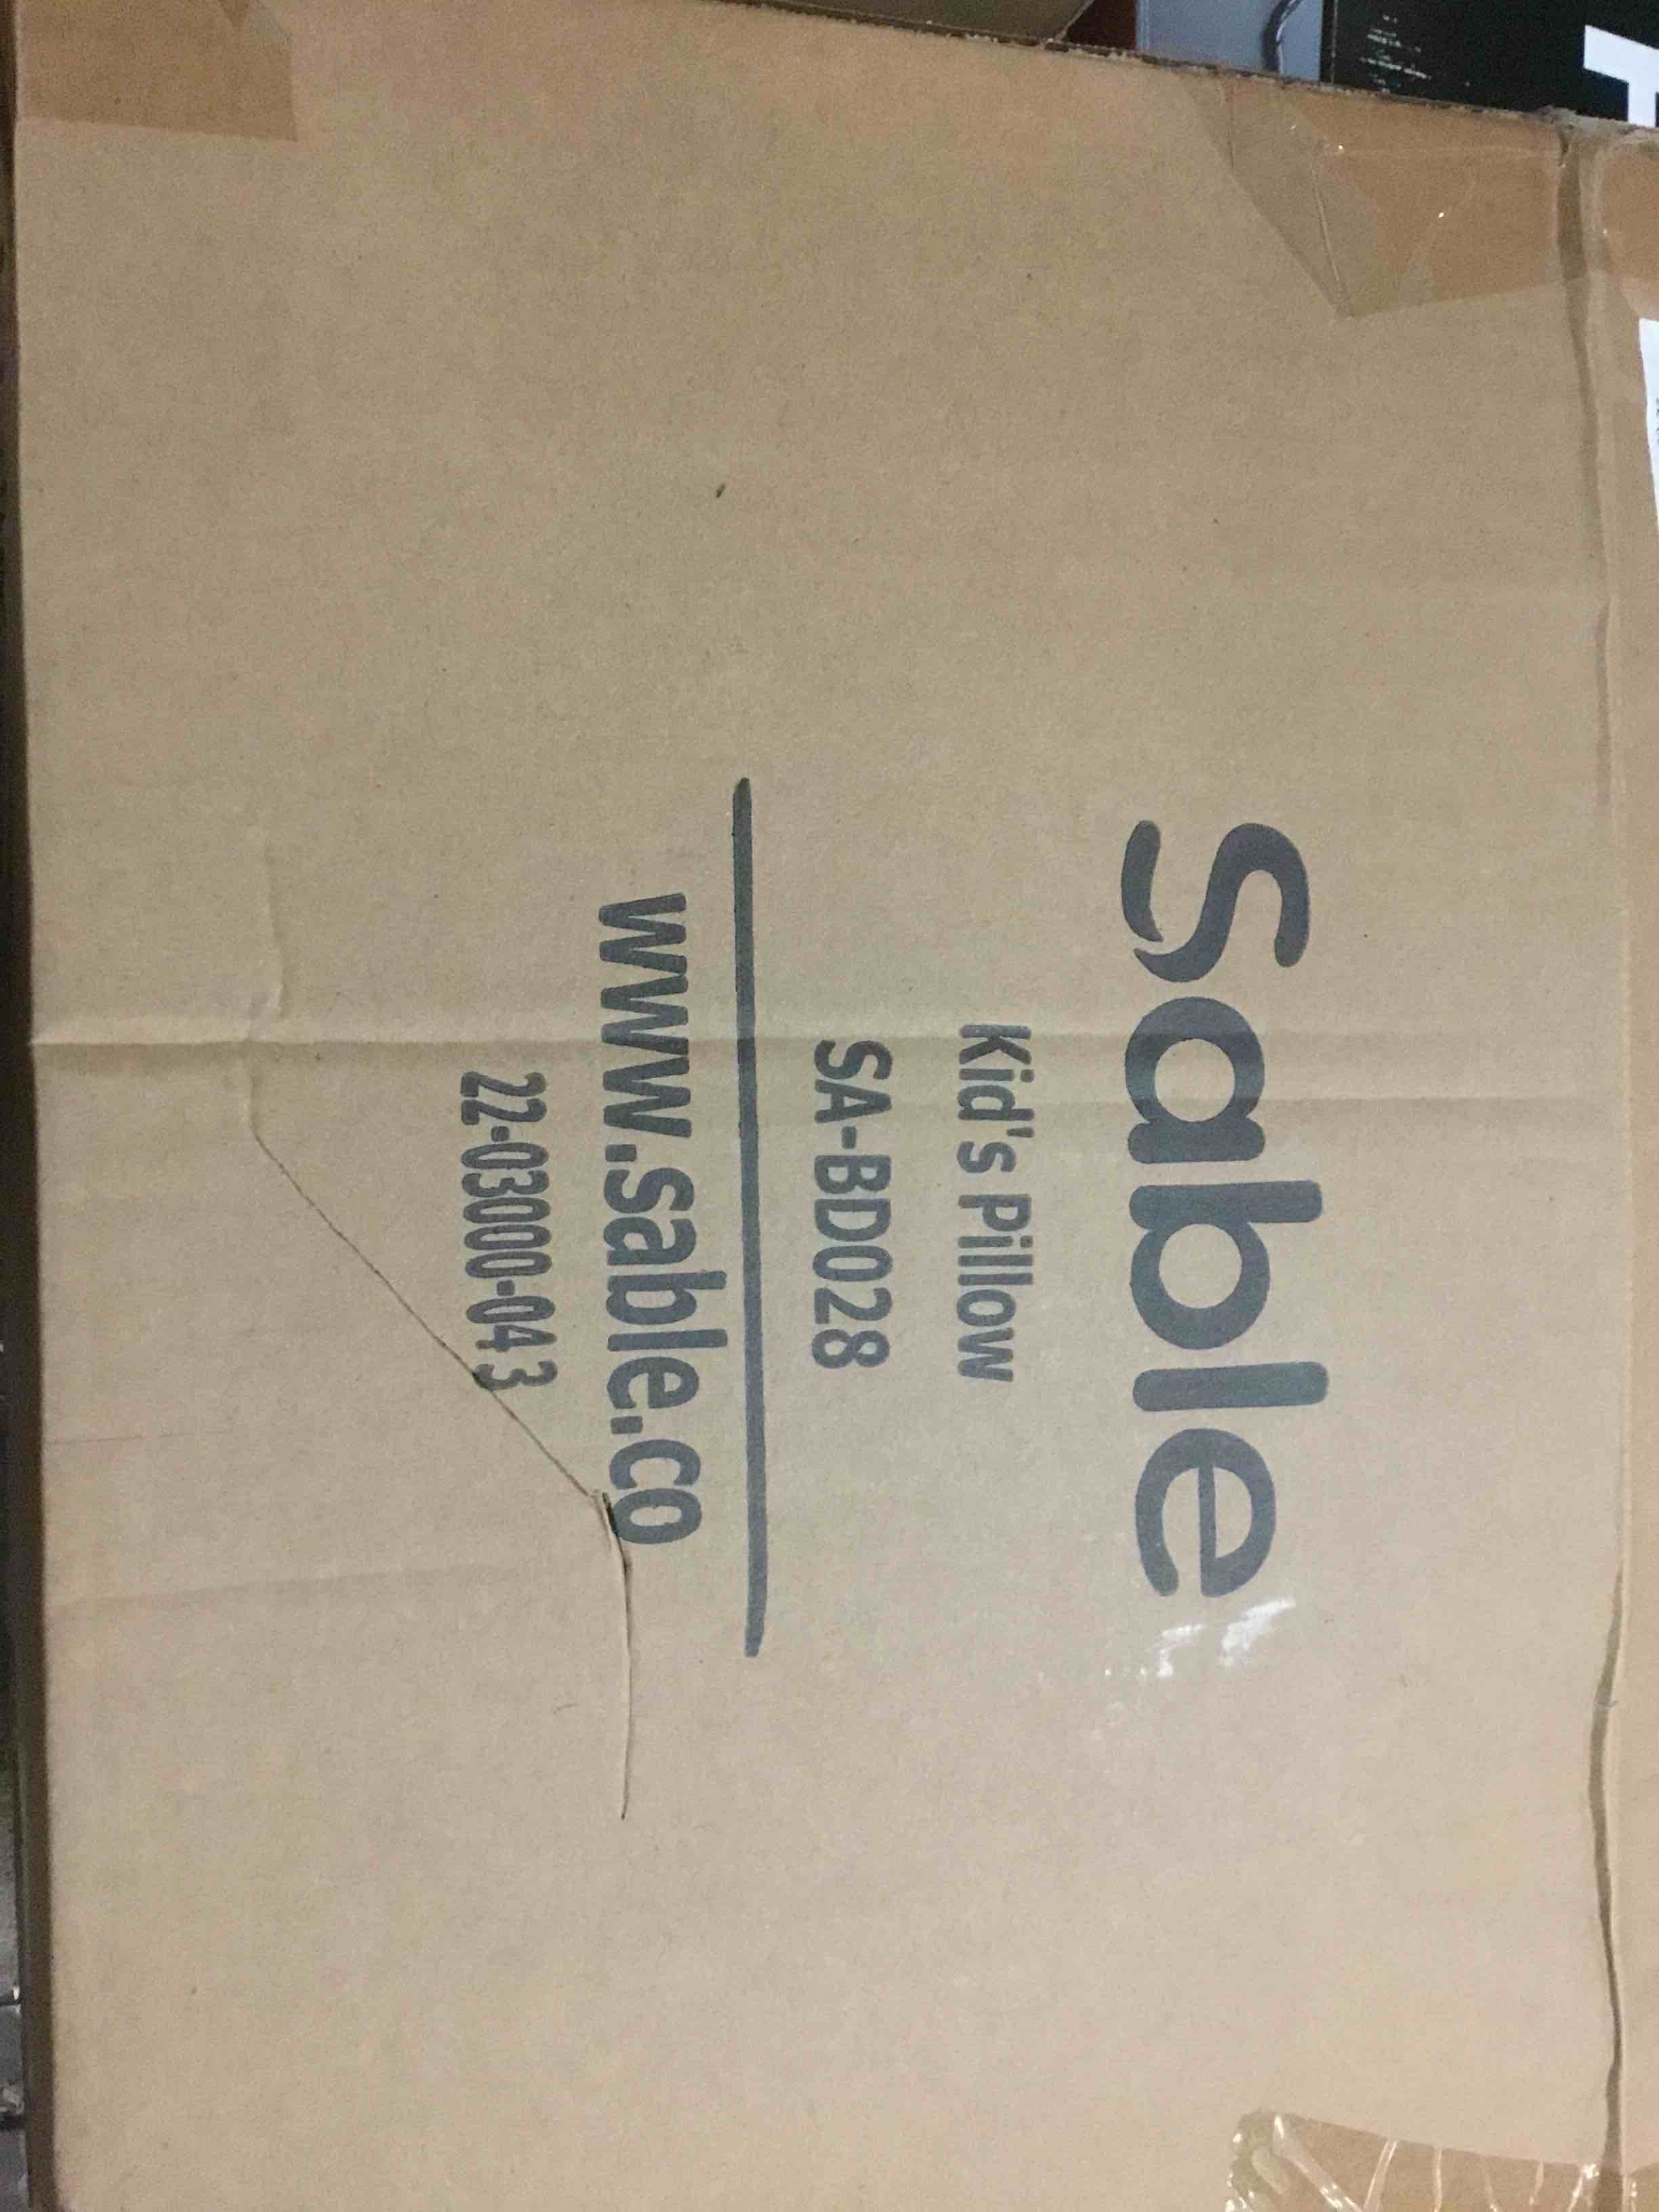 Sable
Kid's Pillow
SA-BD028
www.sable.co
22-03000-043